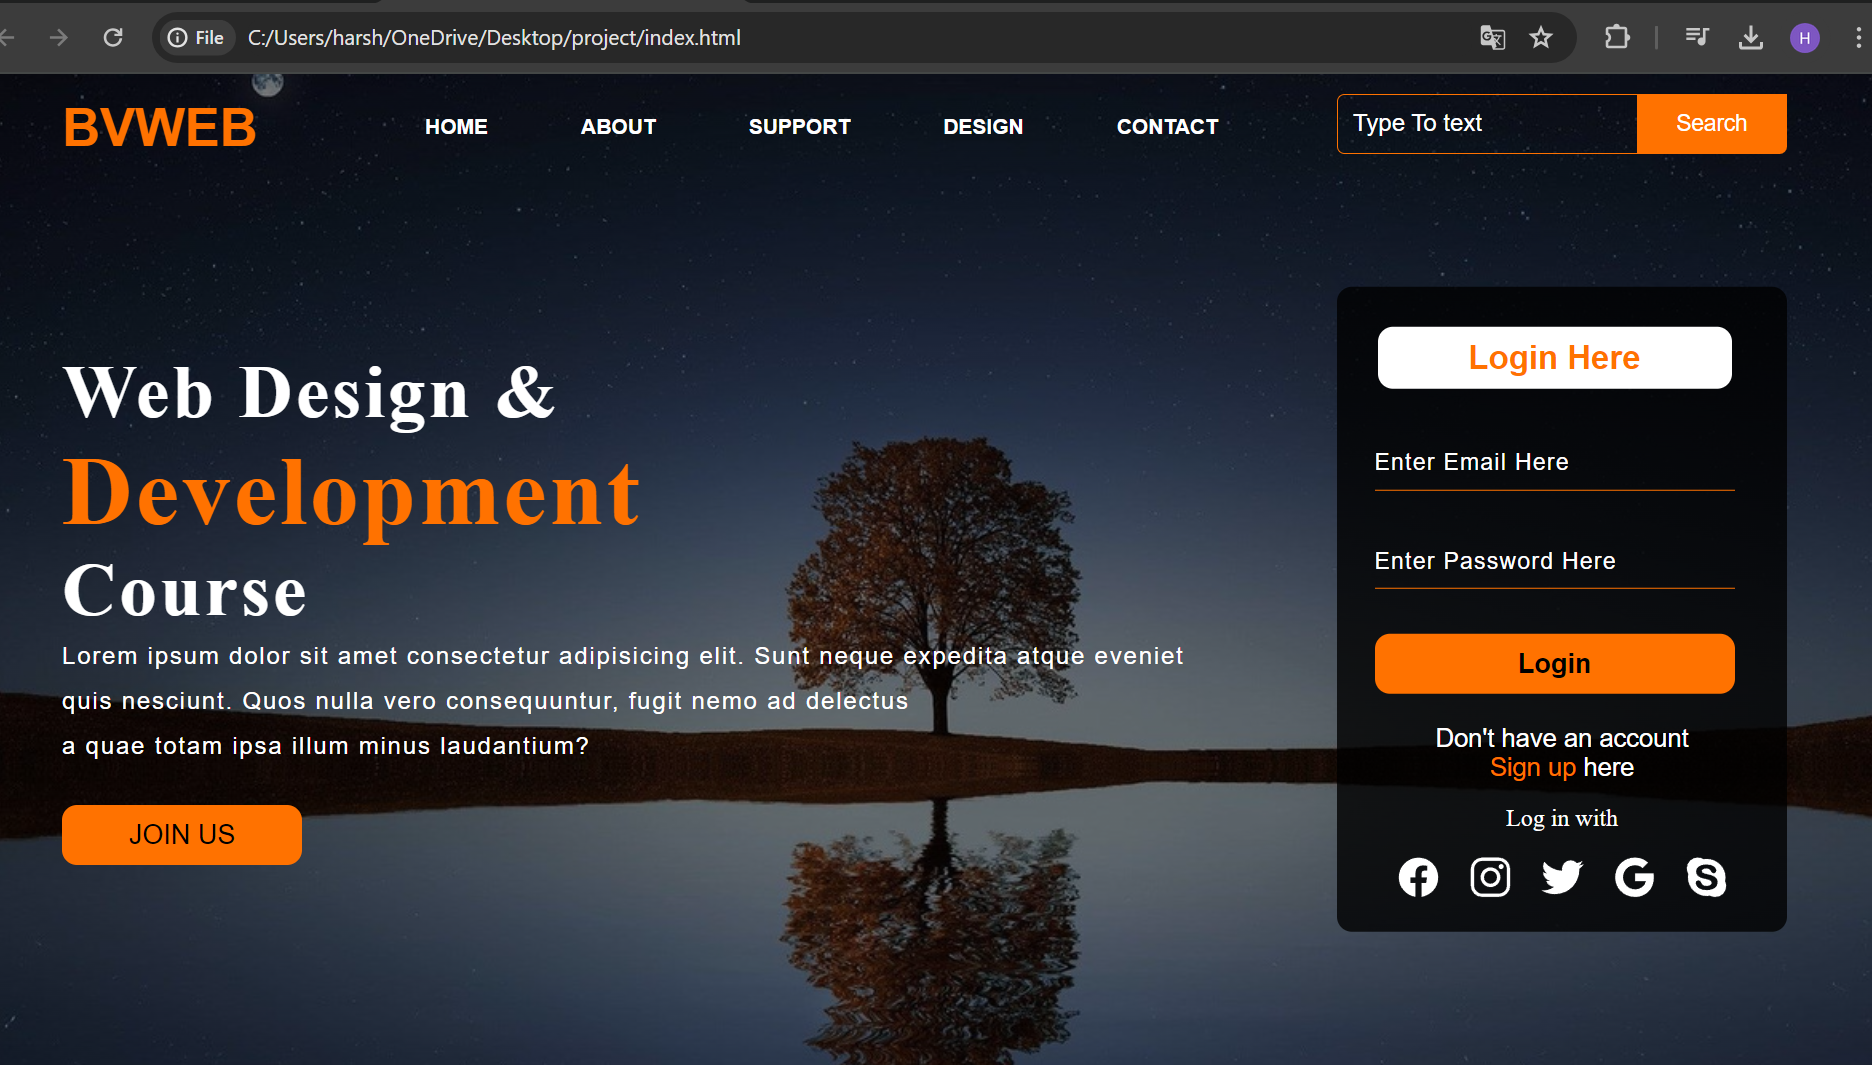 File C:/Users/harsh/OneDrive/Desktop/project/index.html H
BVWEB HOME ABOUT SUPPORT DESIGN CONTACT Type To text Search
Web Design &
Development
Course
Lorem ipsum dolor sit amet consectetur adipisicing elit. Sunt neque expedita atque eveniet
quis nesciunt. Quos nulla vero consequuntur, fugit nemo ad delectus
a quae totam ipsa illum minus laudantium?
JOIN US
Login Here
Enter Email Here
Enter Password Here
Login
Don't have an account
Sign up here
Log in with